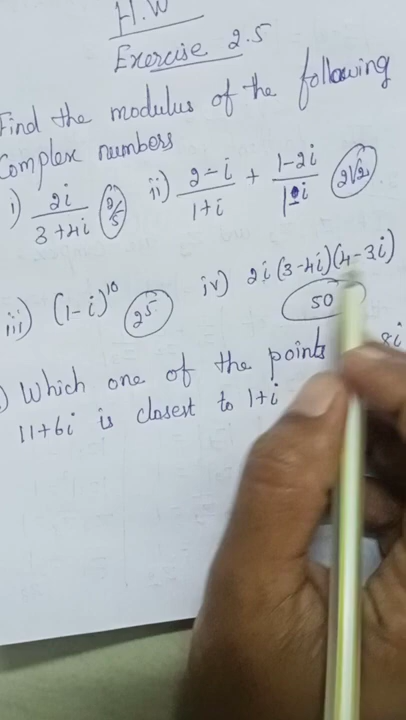 H.W
Exercise 2.5
Find the modulus of the following
Complex numbers
i) 2i / 3+4i (2/5) ii) 2-i / 1+i + 1-2i / 1-i (2√2)
iii) (1-i)^10 (2^5) iv) 2i(3-4i)(4-3i)
50
) Which one of the points 8i
11+6i is closest to 1+i